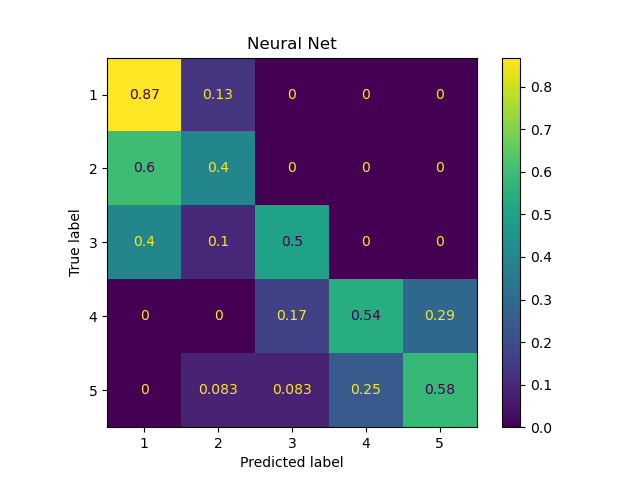 Neural Net
1 0.87 0.13 0 0 0 0.8
0.7
2 0.6 0.4 0 0 0 0.6
0.5
True label
3 0.4 0.1 0.5 0 0 0.4
0.3
4 0 0 0.17 0.54 0.29 0.2
5 0 0.083 0.083 0.25 0.58 0.1
0.0
1 2 3 4 5
Predicted label